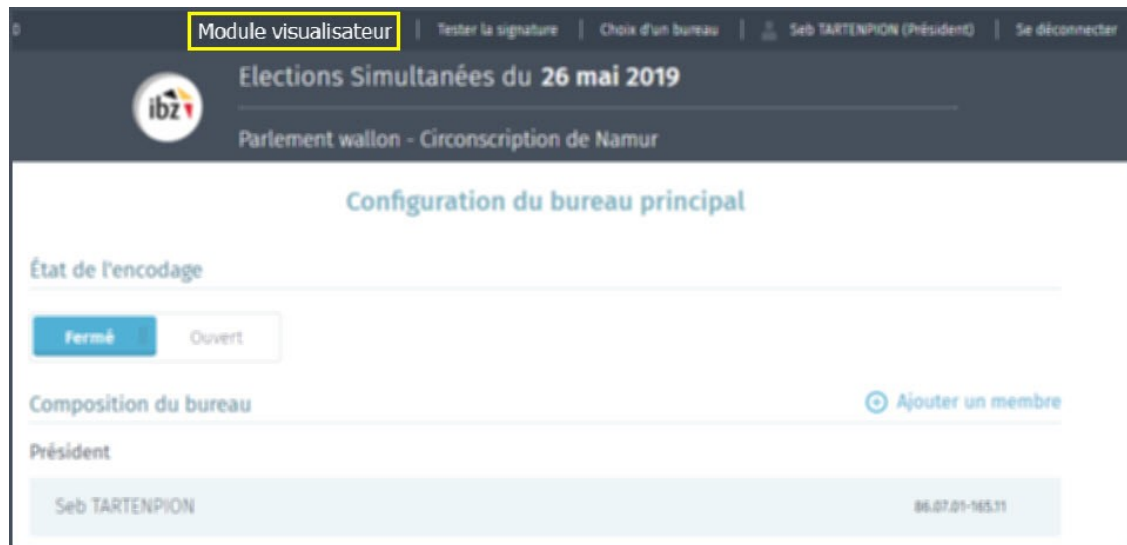 Module visualisateur | Tester la signature | Choix d'un bureau | Seb TARTENPION (Président) | Se déconnecter
ibz
Elections Simultanées du 26 mai 2019
Parlement wallon - Circonscription de Namur
Configuration du bureau principal
État de l'encodage
Fermé Ouvert
Composition du bureau
Ajouter un membre
Président
Seb TARTENPION 86.07.01-165.11